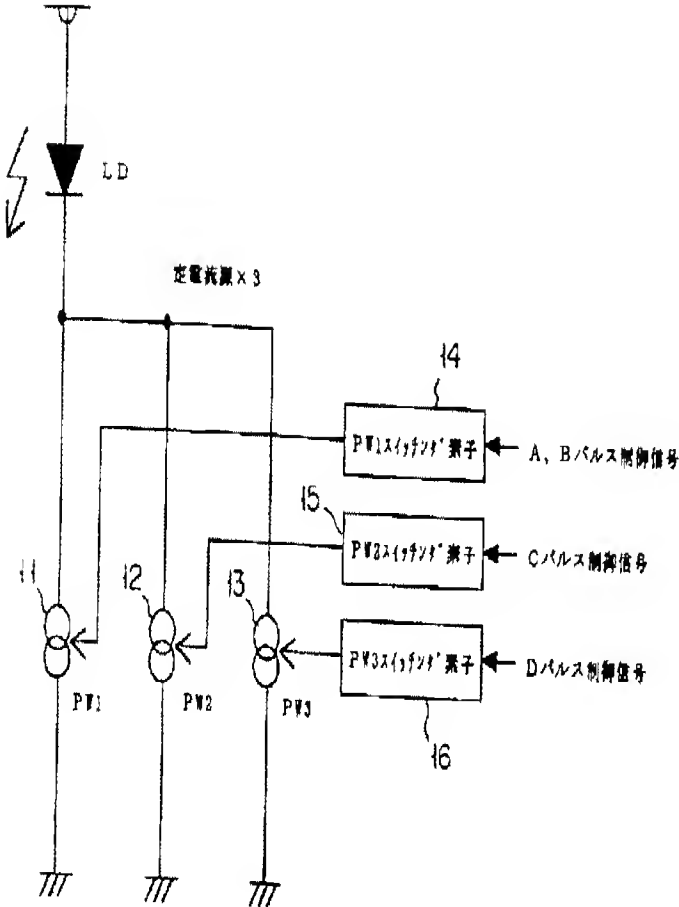 LD
定電流源×3
14
PW1スイッチング素子
A、Bパルス制御信号
15
PW2スイッチング素子
Cパルス制御信号
11
12
13
PW3スイッチング素子
Dパルス制御信号
PW1
PW2
PW3
16